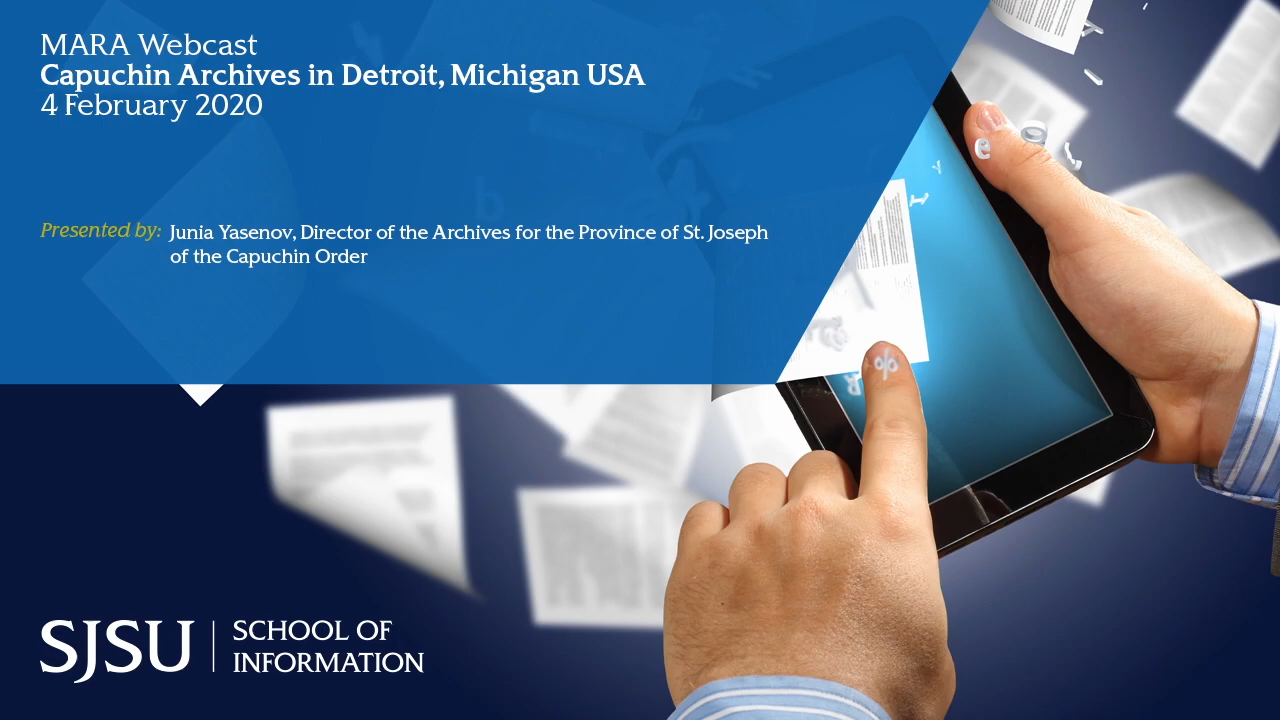 MARA Webcast
Capuchin Archives in Detroit, Michigan USA
4 February 2020
Presented by: Junia Yasenov, Director of the Archives for the Province of St. Joseph
of the Capuchin Order
e
Y
%
b
SJSU | SCHOOL OF
INFORMATION